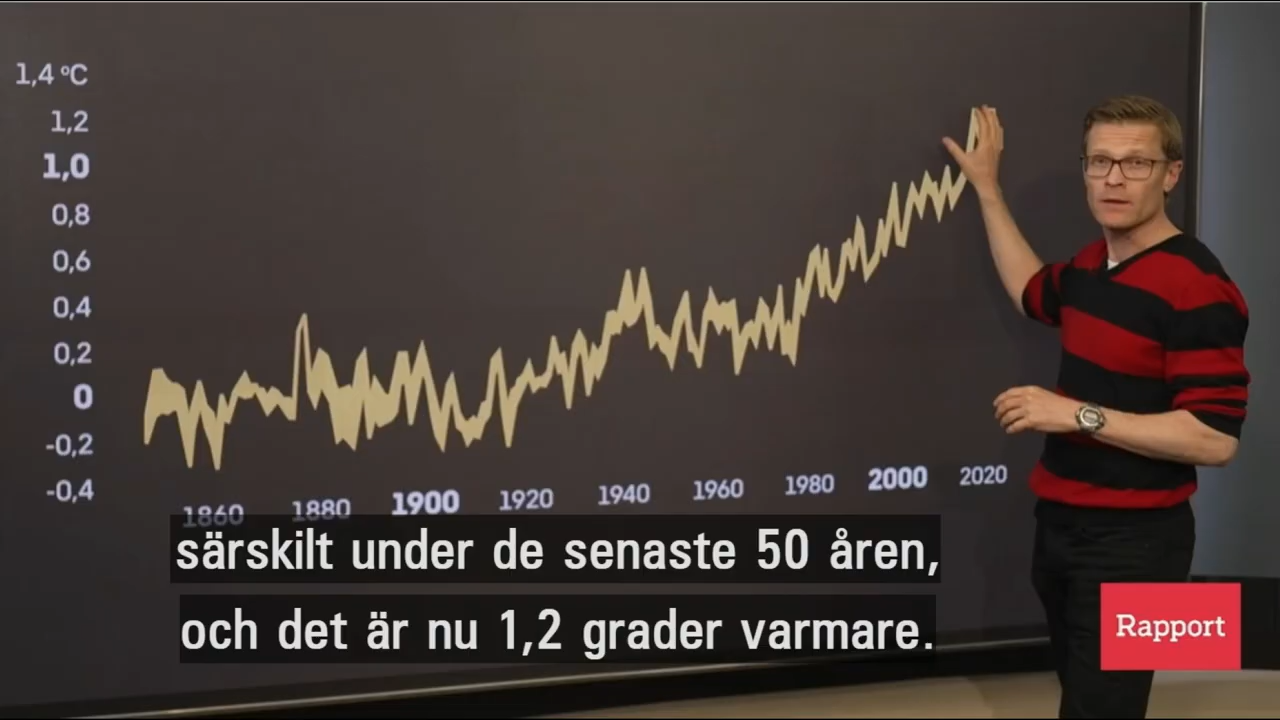 1,4 °C
1,2
1,0
0,8
0,6
0,4
0,2
0
-0,2
-0,4
1860 1880 1900 1920 1940 1960 1980 2000 2020
särskilt under de senaste 50 åren,
och det är nu 1,2 grader varmare.
Rapport